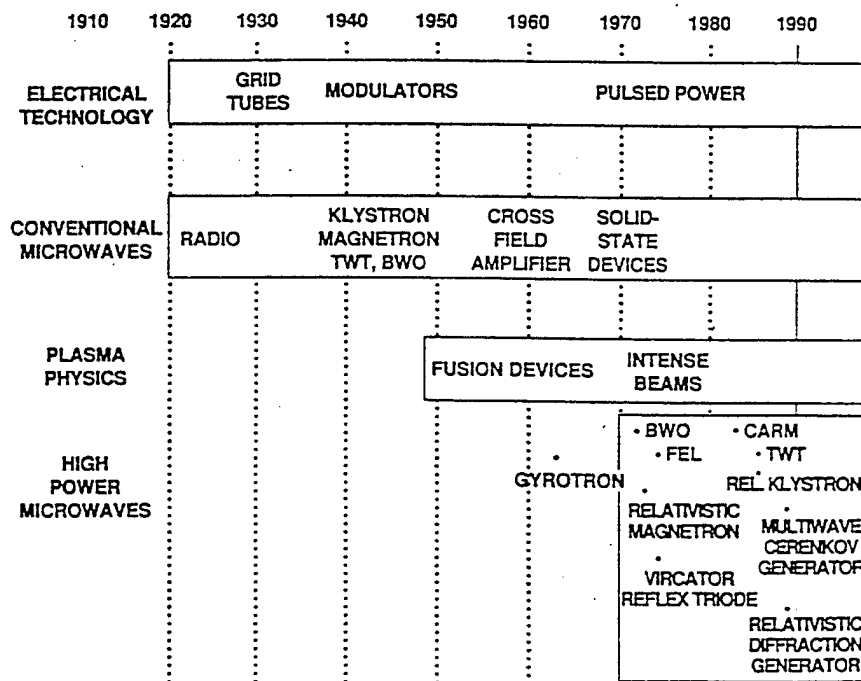 1910 1920 1930 1940 1950 1960 1970 1980 1990
ELECTRICAL
TECHNOLOGY
GRID
TUBES
MODULATORS
PULSED POWER
CONVENTIONAL
MICROWAVES
RADIO
KLYSTRON
MAGNETRON
TWT, BWO
CROSS
FIELD
AMPLIFIER
SOLID-
STATE
DEVICES
PLASMA
PHYSICS
FUSION DEVICES
INTENSE
BEAMS
HIGH
POWER
MICROWAVES
GYROTRON
BWO
FEL
CARM
TWT
REL. KLYSTRON
RELATIVISTIC
MAGNETRON
MULTIWAVE
CERENKOV
GENERATOR
VIRCATOR
REFLEX TRIODE
RELATIVISTIC
DIFFRACTION
GENERATOR